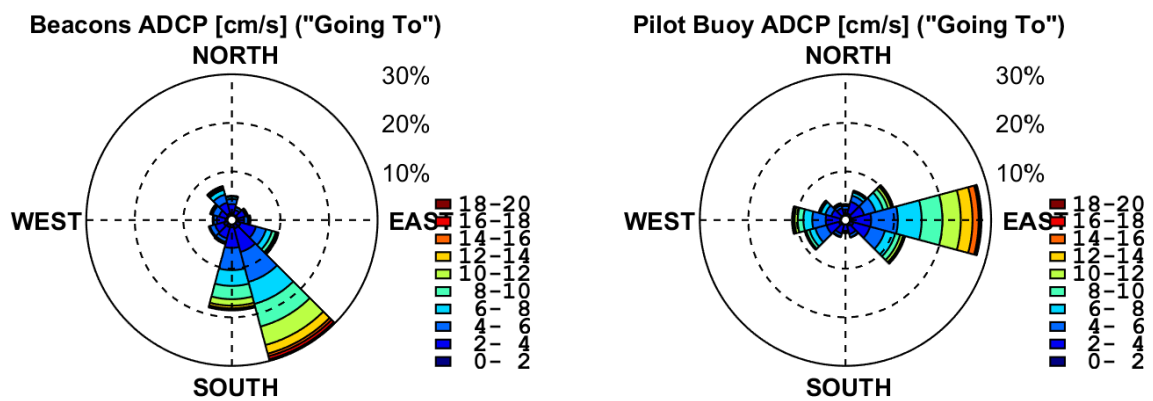 Beacons ADCP [cm/s] ("Going To")
NORTH
30%
20%
10%
WEST
EAST
SOUTH
18-20
16-18
14-16
12-14
10-12
8-10
6- 8
4- 6
2- 4
0- 2
Pilot Buoy ADCP [cm/s] ("Going To")
NORTH
30%
20%
10%
WEST
EAST
SOUTH
18-20
16-18
14-16
12-14
10-12
8-10
6- 8
4- 6
2- 4
0- 2